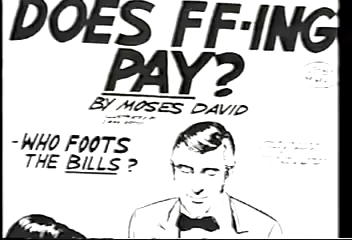 DOES FF-ING
PAY?
BY MOSES DAVID
-WHO FOOTS
THE BILLS?